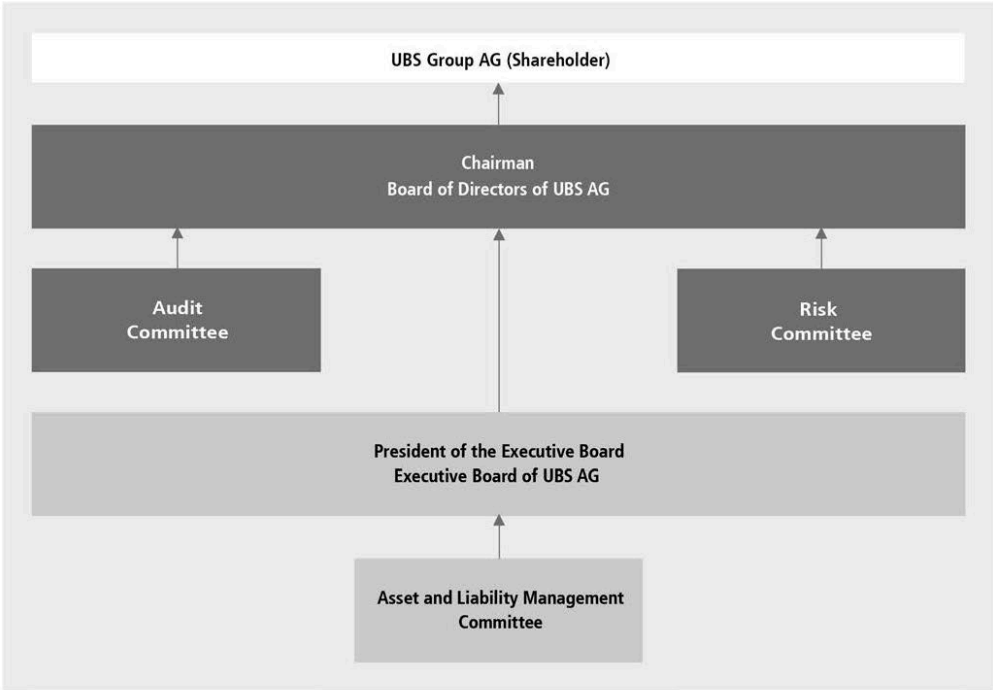 UBS Group AG (Shareholder)
Chairman
Board of Directors of UBS AG
Audit
Committee
Risk
Committee
President of the Executive Board
Executive Board of UBS AG
Asset and Liability Management
Committee